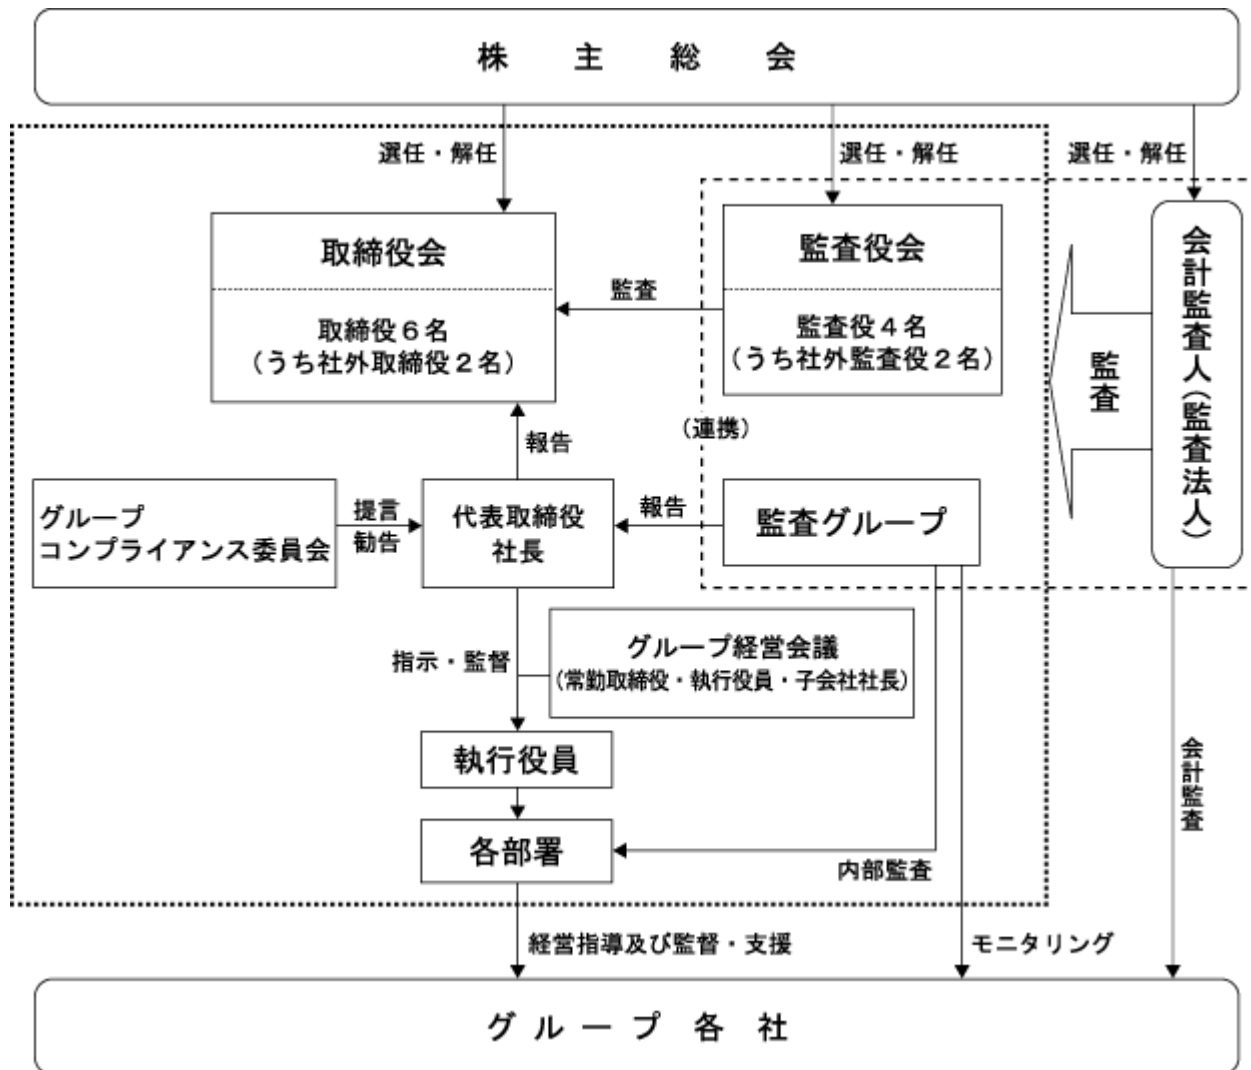 株主総会
選任・解任
選任・解任
選任・解任
取締役会
取締役6名
（うち社外取締役2名）
監査
監査役会
監査役4名
（うち社外監査役2名）
会計監査人（監査法人）
監査
（連携）
報告
グループ
コンプライアンス委員会
提言
勧告
代表取締役
社長
報告
監査グループ
指示・監督
グループ経営会議
（常勤取締役・執行役員・子会社社長）
執行役員
各部署
内部監査
会計監査
経営指導及び監督・支援
モニタリング
グループ各社